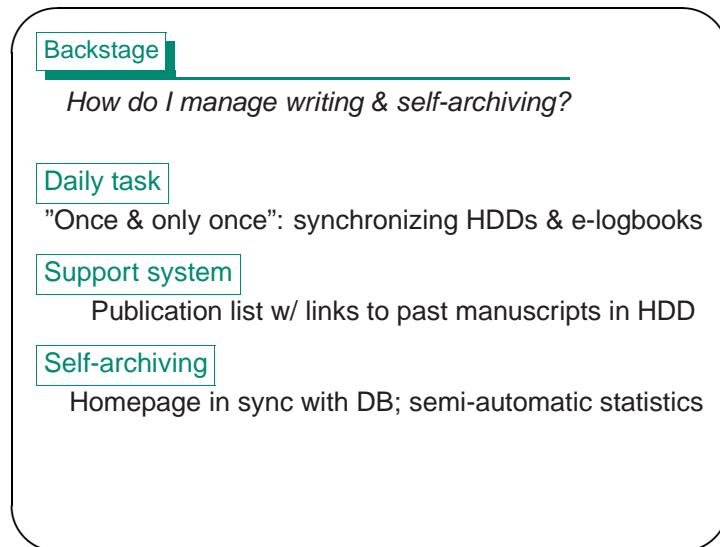 Backstage
How do I manage writing & self-archiving?
Daily task
”Once & only once”: synchronizing HDDs & e-logbooks
Support system
Publication list w/ links to past manuscripts in HDD
Self-archiving
Homepage in sync with DB; semi-automatic statistics